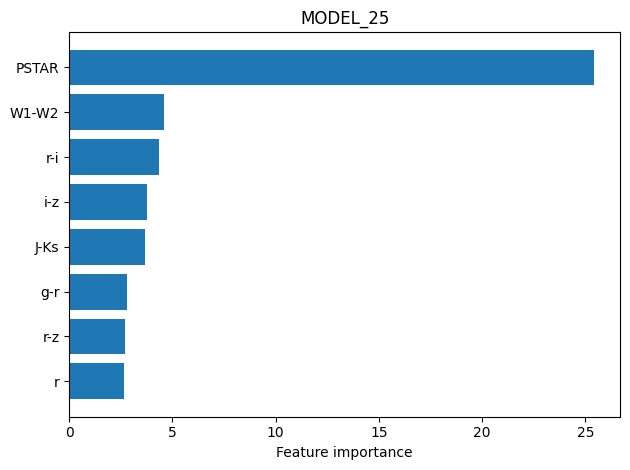 MODEL_25
PSTAR
W1-W2
r-i
i-z
J-Ks
g-r
r-z
r
0 5 10 15 20 25
Feature importance